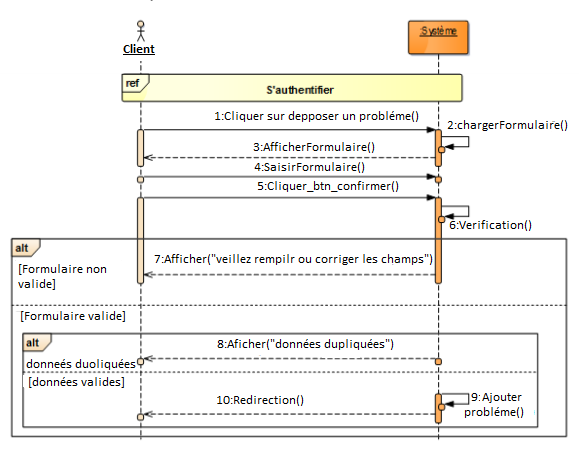 Client
Système
ref
S'authentifier
1:Cliquer sur depposer un probléme()
2:chargerFormulaire()
3:AfficherFormulaire()
4:SaisirFormulaire()
5:Cliquer_btn_confirmer()
6:Verification()
alt
7:Afficher("veillez rempilr ou corriger les champs")
[Formulaire non
valide]
[Formulaire valide]
alt
8:Aficher("données dupliquées")
donneés duoliquées
[données valides]
9:Ajouter
probléme()
10:Redirection()